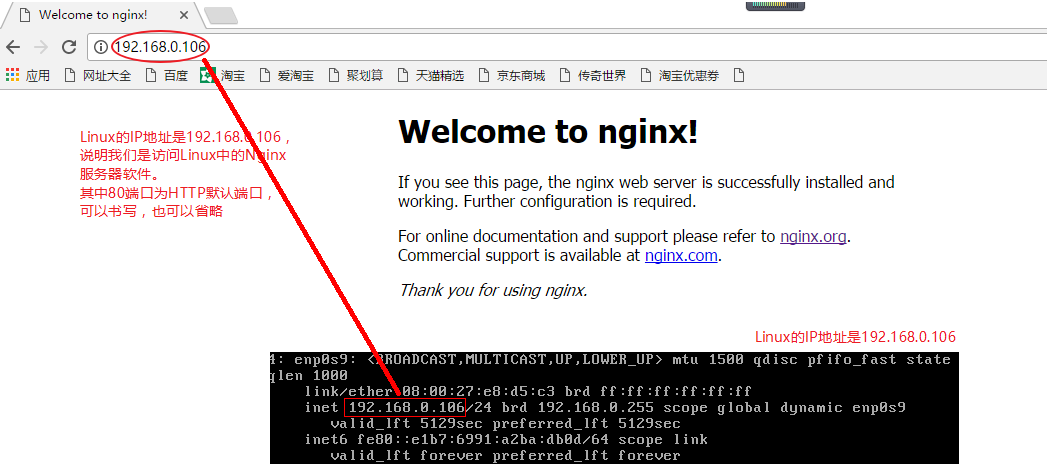 Welcome to nginx!
192.168.0.106
应用 网址大全 百度 淘宝 爱淘宝 聚划算 天猫精选 京东商城 传奇世界 淘宝优惠券
Linux的IP地址是192.168.0.106，
说明我们是访问Linux中的Nginx
服务器软件。
其中80端口为HTTP默认端口，
可以书写，也可以省略
Welcome to nginx!
If you see this page, the nginx web server is successfully installed and
working. Further configuration is required.
For online documentation and support please refer to nginx.org.
Commercial support is available at nginx.com.
Thank you for using nginx.
Linux的IP地址是192.168.0.106
4: enp0s9: <BROADCAST,MULTICAST,UP,LOWER_UP> mtu 1500 qdisc pfifo_fast state
qlen 1000
link/ether 08:00:27:e8:d5:c3 brd ff:ff:ff:ff:ff:ff
inet 192.168.0.106/24 brd 192.168.0.255 scope global dynamic enp0s9
valid_lft 5129sec preferred_lft 5129sec
inet6 fe80::e1b7:6991:a2ba:db0d/64 scope link
valid_lft forever preferred_lft forever